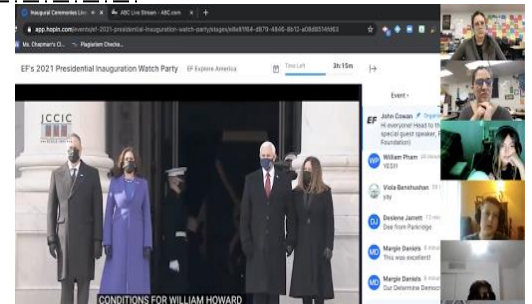 Inaugural Ceremonies Liv
ABC Live Stream - ABC.com
app.hopin.com/events/ef-2021-presidential-inauguration-watch-party/stages/
Ms. Chapman's Cl...
Plagiarism Checke...
EF's 2021 Presidential Inauguration Watch Party
EF Explore America
Time Left
3h:15m
Event
JCCIC
EF
John Cowan
Hi everyone! Head to th
special guest speaker,
Foundation)
WP
William Pham
YES!!!
Viola Benshushan
yay
DJ
Deslene Jarrett
Dee from Parkridge
MD
Margie Daniels
This was excellent!
MD
Margie Daniels
Our Determine Democ
CONDITIONS FOR WILLIAM HOWARD